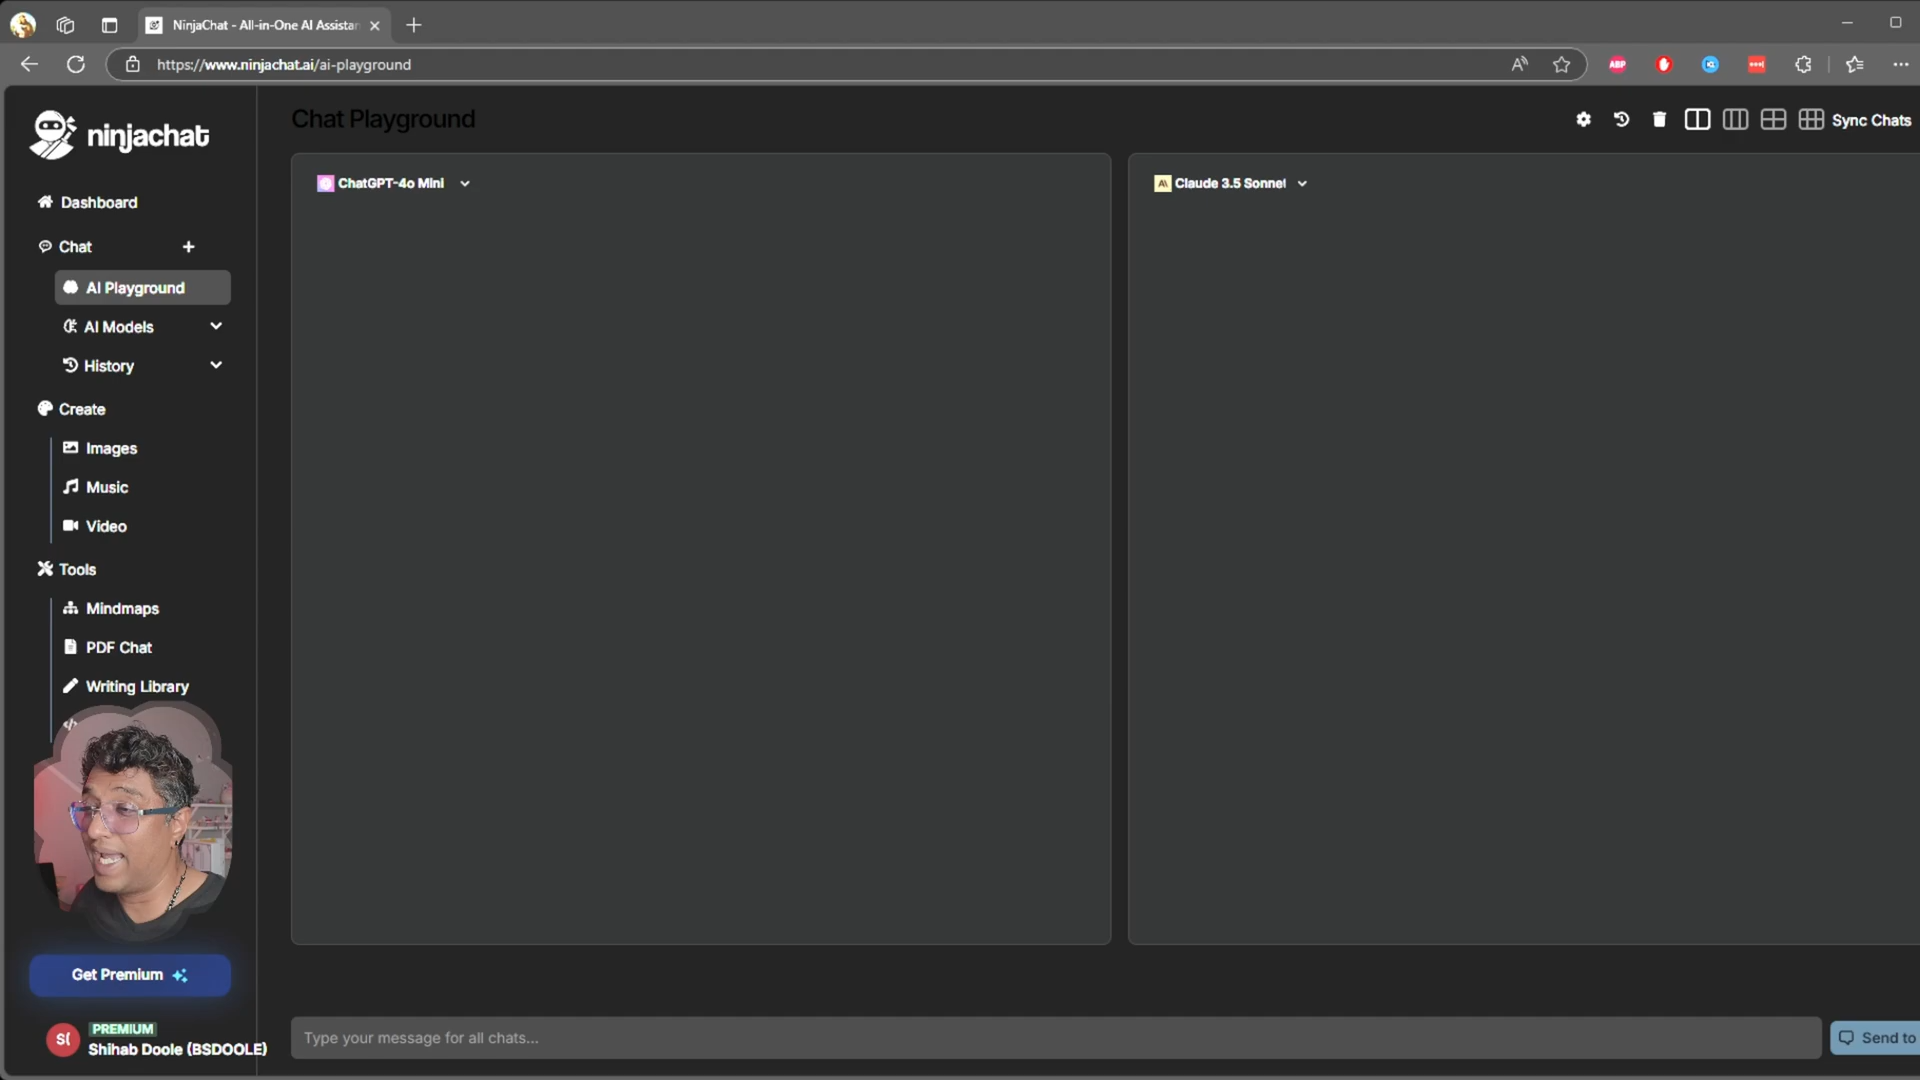 NinjaChat - All-in-One AI Assistan
https://www.ninjachat.ai/ai-playground
ABP
ninjachat
Chat Playground
Sync Chats
ChatGPT-4o Mini
Claude 3.5 Sonnet
Dashboard
Chat
AI Playground
AI Models
History
Create
Images
Music
Video
Tools
Mindmaps
PDF Chat
Writing Library
Get Premium
S(
PREMIUM
Shihab Doole (BSDOOLE)
Type your message for all chats...
Send to